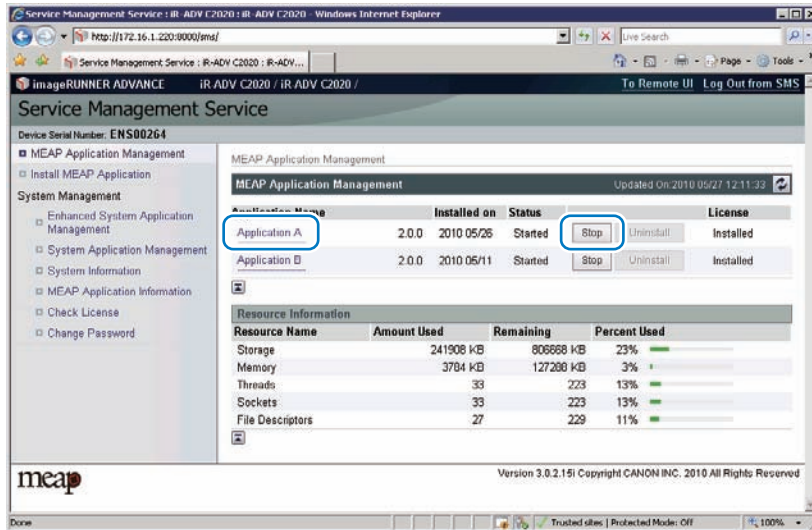 Service Management Service : iR-ADV C2020 : iR-ADV C2020 - Windows Internet Explorer
http://172.16.1.220:8000/sms/
Live Search
Service Management Service : iR-ADV C2020 : iR-ADV...
Page Tools
imageRUNNER ADVANCE iR-ADV C2020 / iR-ADV C2020 / To Remote UI Log Out from SMS
Service Management Service
Device Serial Number: ENS00264
MEAP Application Management
Install MEAP Application
System Management
Enhanced System Application
Management
System Application Management
System Information
MEAP Application Information
Check License
Change Password
MEAP Application Management
MEAP Application Management Updated On:2010 05/27 12:11:33
Application Name Installed on Status License
Application A 2.0.0 2010 05/26 Started Stop Uninstall Installed
Application B 2.0.0 2010 05/11 Started Stop Uninstall Installed
Resource Information
Resource Name Amount Used Remaining Percent Used
Storage 241908 KB 806668 KB 23%
Memory 3784 KB 127288 KB 3%
Threads 33 223 13%
Sockets 33 223 13%
File Descriptors 27 229 11%
meap
Version 3.0.2.15i Copyright CANON INC. 2010 All Rights Reserved
Done Trusted sites | Protected Mode: Off 100%